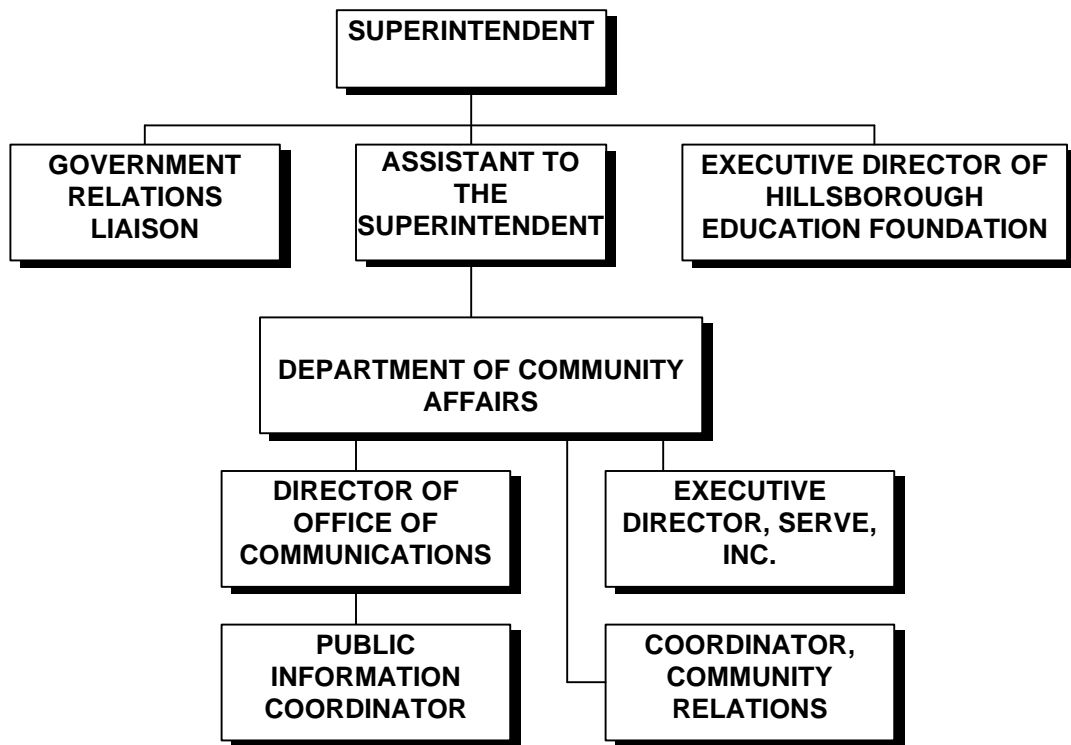 SUPERINTENDENT
GOVERNMENT
RELATIONS
LIAISON
ASSISTANT TO
THE
SUPERINTENDENT
EXECUTIVE DIRECTOR OF
HILLSBOROUGH
EDUCATION FOUNDATION
DEPARTMENT OF COMMUNITY
AFFAIRS
DIRECTOR OF
OFFICE OF
COMMUNICATIONS
EXECUTIVE
DIRECTOR, SERVE,
INC.
PUBLIC
INFORMATION
COORDINATOR
COORDINATOR,
COMMUNITY
RELATIONS